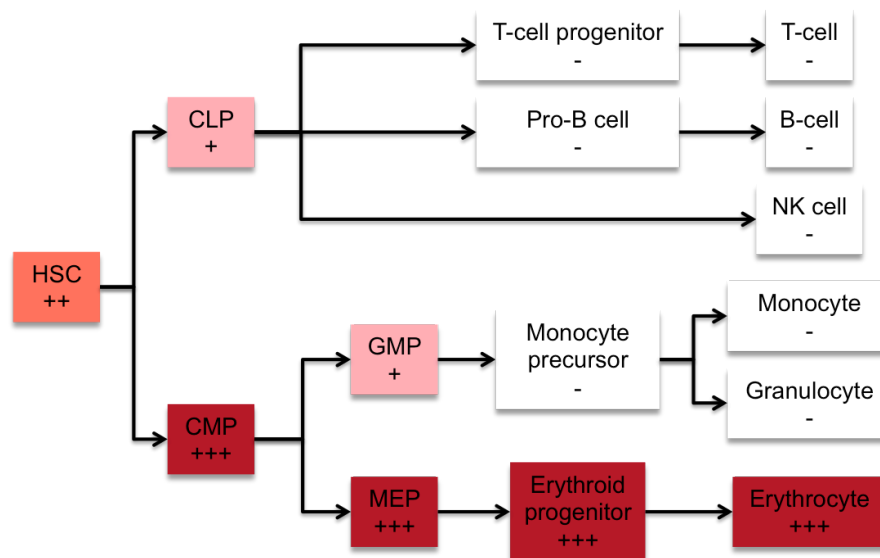 T-cell progenitor
-
T-cell
-
CLP
+
Pro-B cell
-
B-cell
-
NK cell
-
HSC
++
GMP
+
Monocyte
precursor
-
Monocyte
-
Granulocyte
-
CMP
+++
MEP
+++
Erythroid
progenitor
+++
Erythrocyte
+++